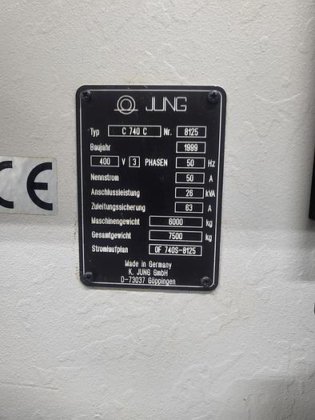 JUNG
Typ C 740 C Nr. 8125
Baujahr 1999
400 V 3 PHASEN 50 Hz
Nennstrom 50 A
Anschlussleistung 26 kVA
Zuleitungssicherung 63 A
Maschinengewicht 6000 kg
Gesamtgewicht 7500 kg
Stromlaufplan OF 740S-8125
Made in Germany
K. JUNG GmbH
D-73037 Göppingen
CE